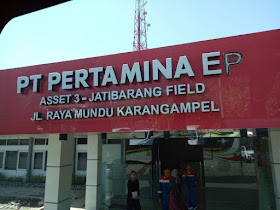 PT PERTAMINA EP
ASSET 3 - JATIBARANG FIELD
JL. RAYA MUNDU KARANGAMPEL